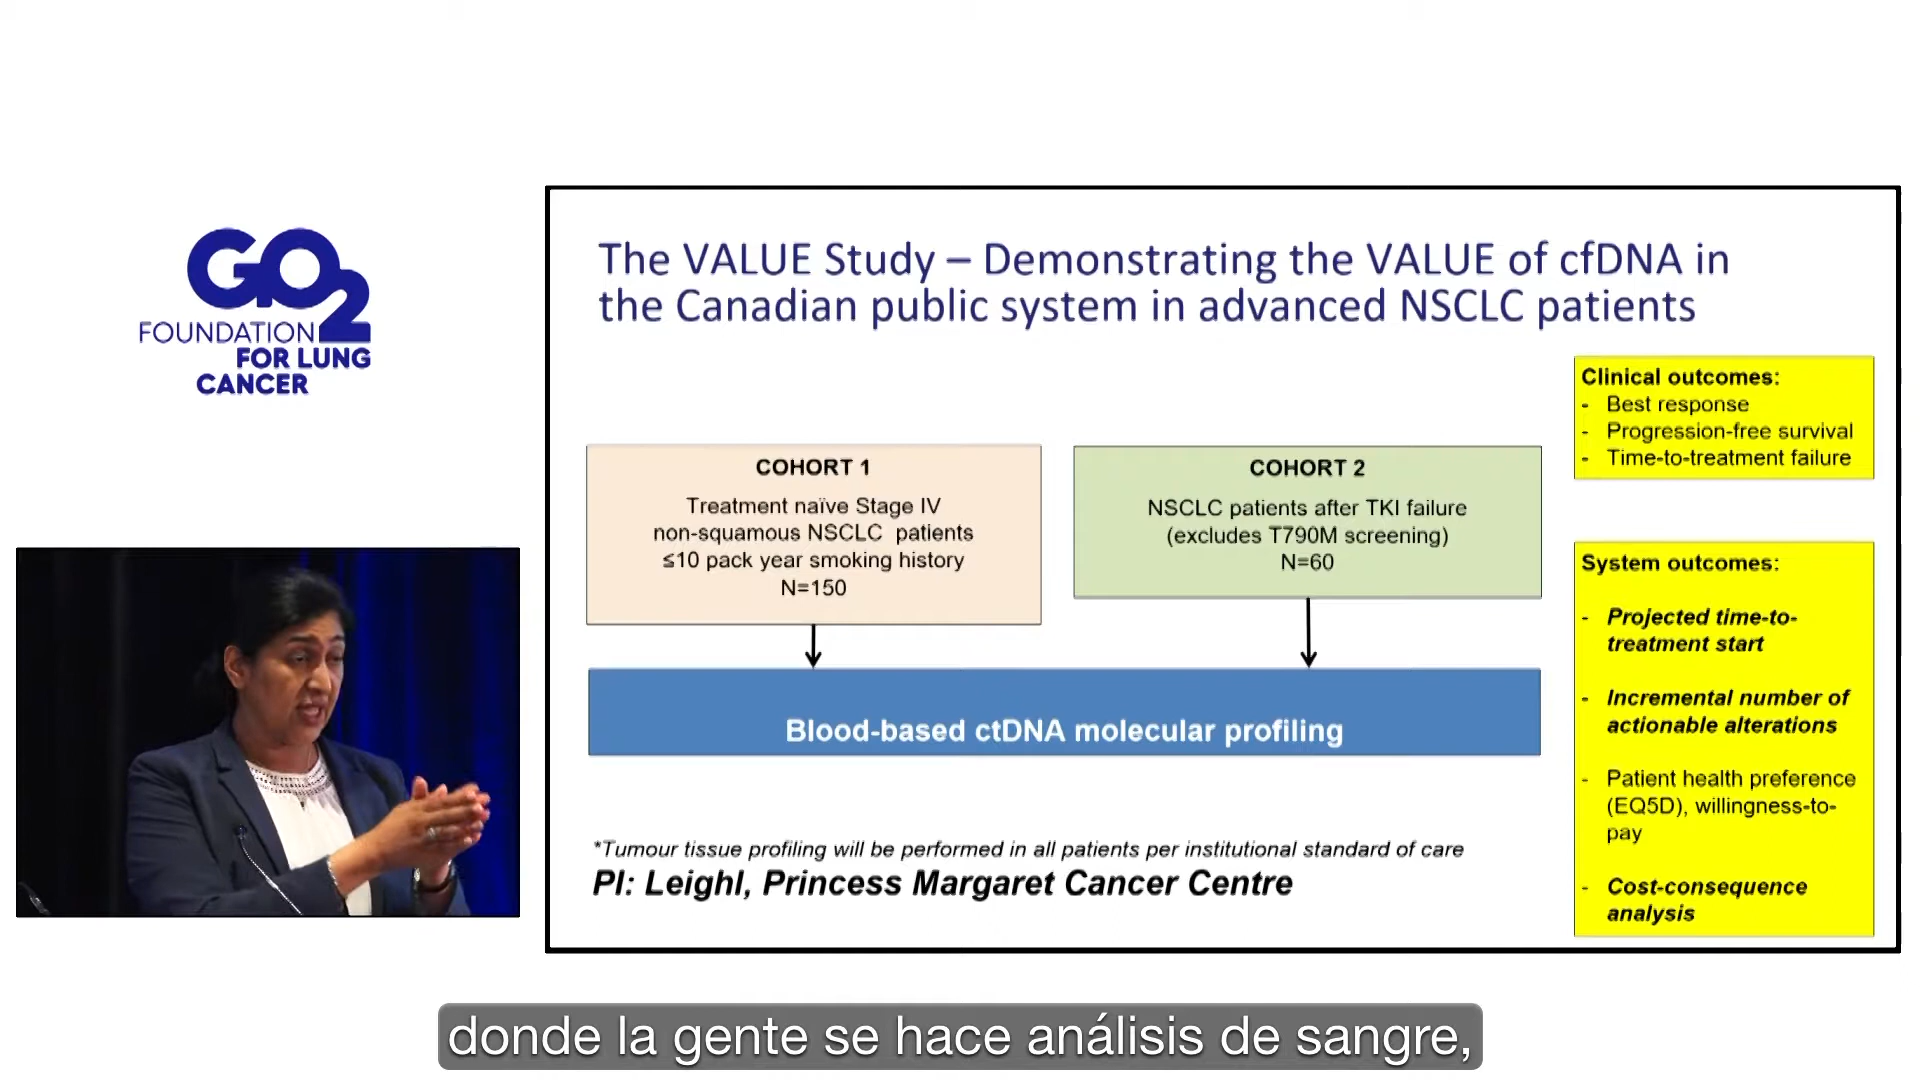 GO2
FOUNDATION
FOR LUNG
CANCER
The VALUE Study – Demonstrating the VALUE of cfDNA in
the Canadian public system in advanced NSCLC patients
COHORT 1
Treatment naïve Stage IV
non-squamous NSCLC patients
≤10 pack year smoking history
N=150
COHORT 2
NSCLC patients after TKI failure
(excludes T790M screening)
N=60
Blood-based ctDNA molecular profiling
*Tumour tissue profiling will be performed in all patients per institutional standard of care
PI: Leighl, Princess Margaret Cancer Centre
Clinical outcomes:
- Best response
- Progression-free survival
- Time-to-treatment failure
System outcomes:
- Projected time-to-
treatment start
- Incremental number of
actionable alterations
- Patient health preference
(EQ5D), willingness-to-
pay
- Cost-consequence
analysis
donde la gente se hace análisis de sangre,